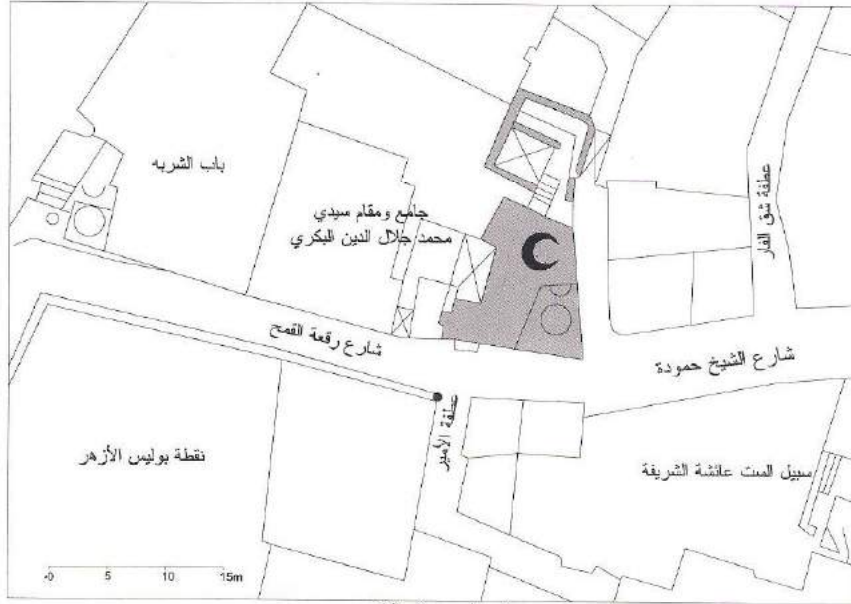 باب الشربه
جامع ومقام سيدي
محمد جلال الدين البكري
عطفة شق الفار
شارع رقعة القمح
شارع الشيخ حمودة
عطفة الأمير
نقطة بوليس الأزهر
سبيل الست عائشة الشريفة
0 5 10 15m